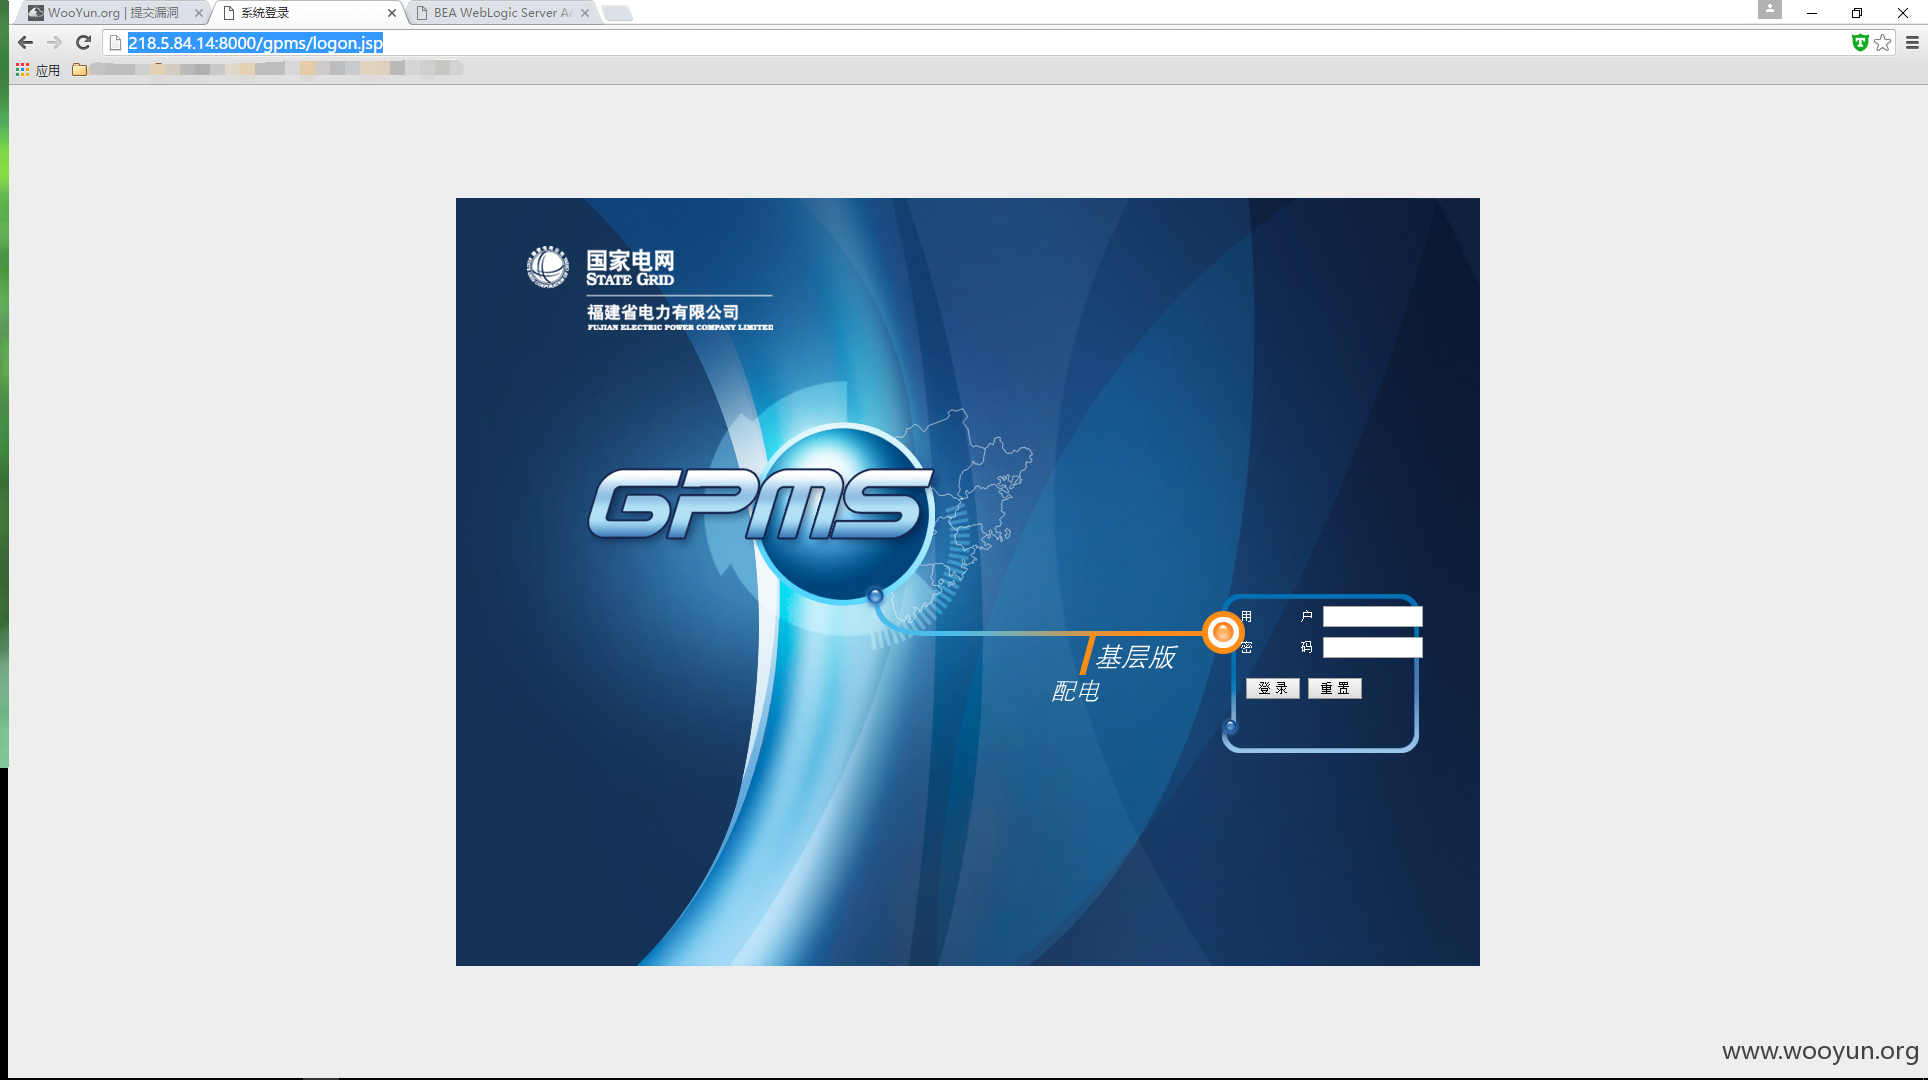 WooYun.org | 提交漏洞
系统登录
BEA WebLogic Server Ad
218.5.84.14:8000/gpms/logon.jsp
应用
国家电网
STATE GRID
福建省电力有限公司
FUJIAN ELECTRIC POWER COMPANY LIMITED
GPMS
基层版
配电
用 户
密 码
登 录 重 置
www.wooyun.org